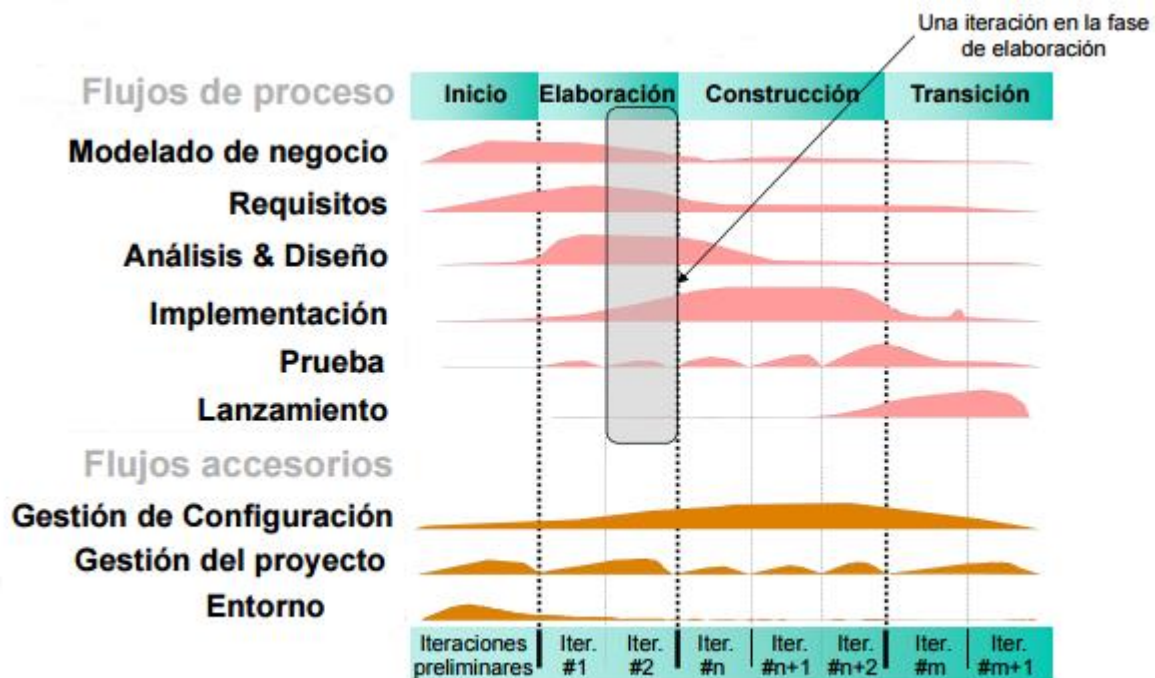 Una iteración en la fase
de elaboración
Flujos de proceso
Inicio Elaboración Construcción Transición
Modelado de negocio
Requisitos
Análisis & Diseño
Implementación
Prueba
Lanzamiento
Flujos accesorios
Gestión de Configuración
Gestión del proyecto
Entorno
Iteraciones
preliminares
Iter.
#1
Iter.
#2
Iter.
#n
Iter.
#n+1
Iter.
#n+2
Iter.
#m
Iter.
#m+1